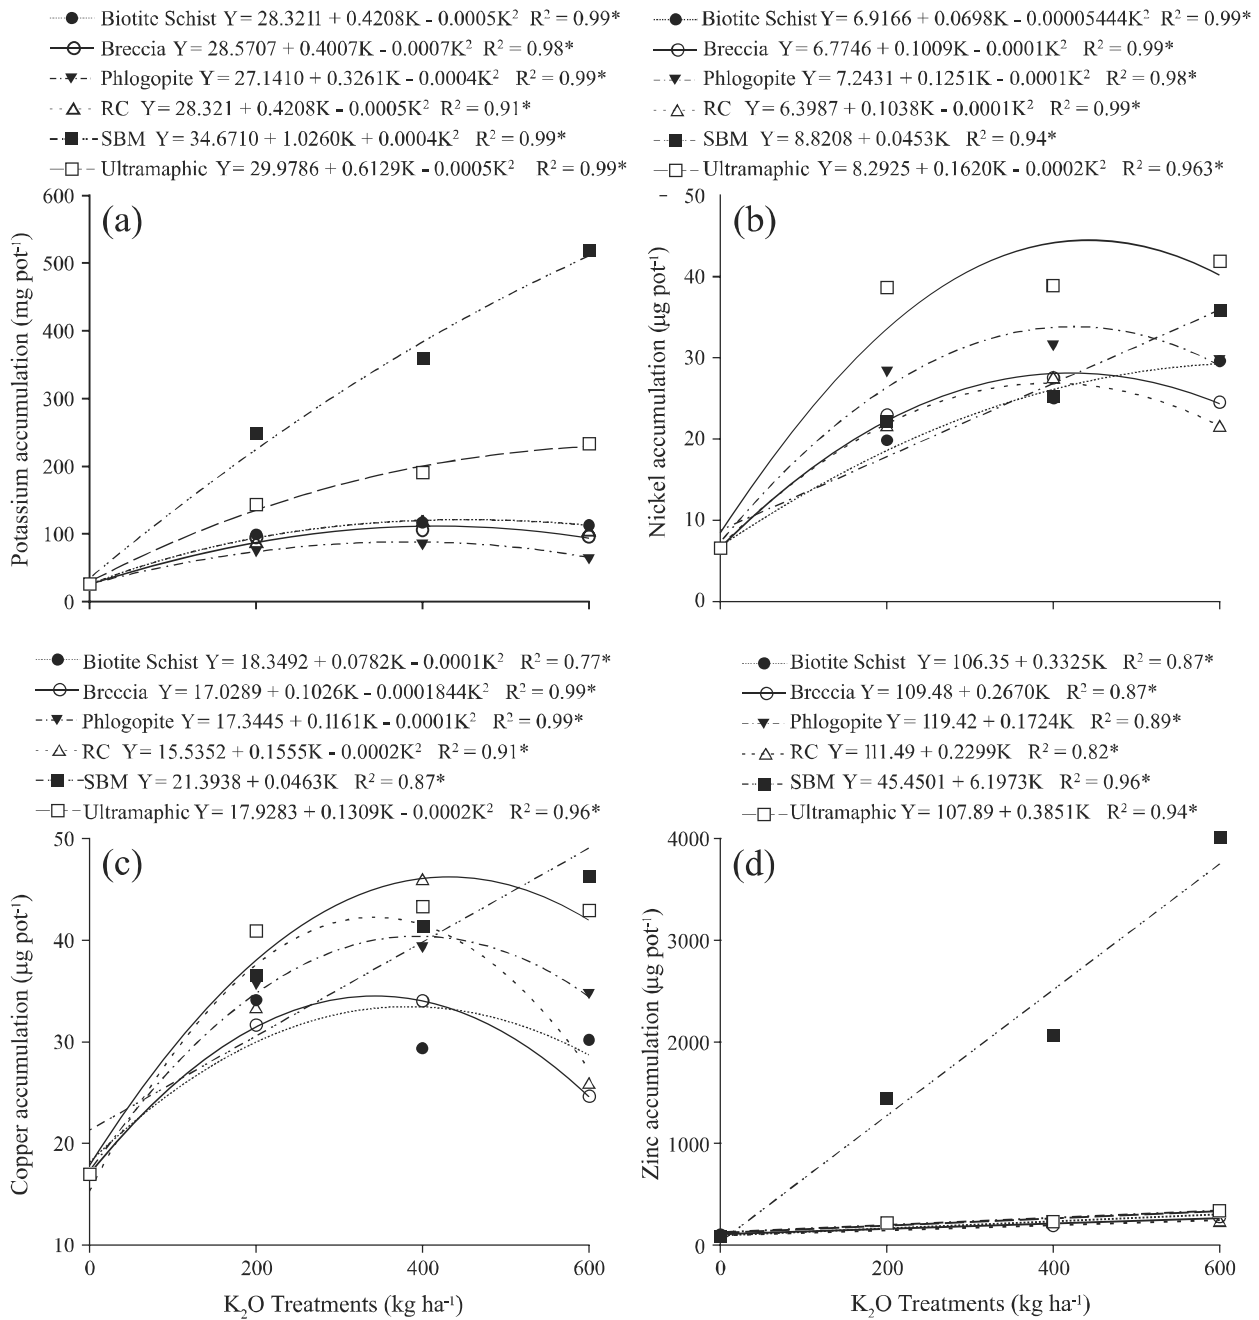 Biotite Schist Y = 28.3211 + 0.4208K - 0.0005K² R² = 0.99*
Breccia Y = 28.5707 + 0.4007K - 0.0007K² R² = 0.98*
Phlogopite Y = 27.1410 + 0.3261K - 0.0004K² R² = 0.99*
RC Y = 28.321 + 0.4208K - 0.0005K² R² = 0.91*
SBM Y = 34.6710 + 1.0260K + 0.0004K² R² = 0.99*
Ultramaphic Y = 29.9786 + 0.6129K - 0.0005K² R² = 0.99*
(a)
Potassium accumulation (mg pot⁻¹)
600
500
400
300
200
100
0
Biotite Schist Y = 6.9166 + 0.0698K - 0.00005444K² R² = 0.99*
Breccia Y = 6.7746 + 0.1009K - 0.0001K² R² = 0.99*
Phlogopite Y = 7.2431 + 0.1251K - 0.0001K² R² = 0.98*
RC Y = 6.3987 + 0.1038K - 0.0001K² R² = 0.99*
SBM Y = 8.8208 + 0.0453K R² = 0.94*
Ultramaphic Y = 8.2925 + 0.1620K - 0.0002K² R² = 0.963*
(b)
Nickel accumulation (µg pot⁻¹)
50
40
30
20
10
0
Biotite Schist Y = 18.3492 + 0.0782K - 0.0001K² R² = 0.77*
Breccia Y = 17.0289 + 0.1026K - 0.0001844K² R² = 0.99*
Phlogopite Y = 17.3445 + 0.1161K - 0.0001K² R² = 0.99*
RC Y = 15.5352 + 0.1555K - 0.0002K² R² = 0.91*
SBM Y = 21.3938 + 0.0463K R² = 0.87*
Ultramaphic Y = 17.9283 + 0.1309K - 0.0002K² R² = 0.96*
(c)
Copper accumulation (µg pot⁻¹)
50
40
30
20
10
0 200 400 600
K₂O Treatments (kg ha⁻¹)
Biotite Schist Y = 106.35 + 0.3325K R² = 0.87*
Breccia Y = 109.48 + 0.2670K R² = 0.87*
Phlogopite Y = 119.42 + 0.1724K R² = 0.89*
RC Y = 111.49 + 0.2299K R² = 0.82*
SBM Y = 45.4501 + 6.1973K R² = 0.96*
Ultramaphic Y = 107.89 + 0.3851K R² = 0.94*
(d)
Zinc accumulation (µg pot⁻¹)
4000
3000
2000
1000
0
0 200 400 600
K₂O Treatments (kg ha⁻¹)